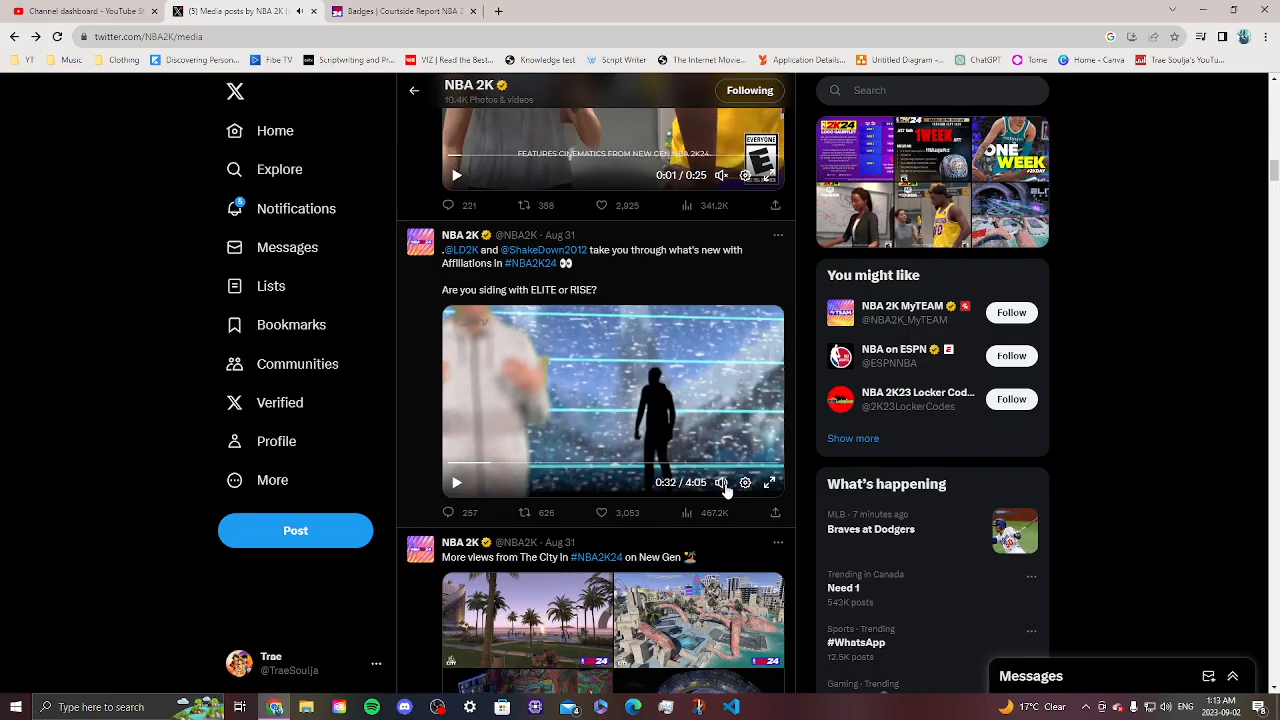 Channel dashboard - YouTube St
(5) Media posts by NBA 2K (
Badges | Courtside Report NBA 2
twitter.com/NBA2K/media
YT
Music
Clothing
K Discovering Personal...
Fibe TV
Scriptwriting and Pr...
VIZ | Read the En...
Knowledge test
Script Writer
The Internet Movie...
Application Details...
Untitled Diagram...
ChatGPT
Tome
Home - Canva
Trae Soulja's YouTu...
NBA 2K
10.4K Photos & videos
Following
Search
Home
Explore
5
Notifications
Messages
Lists
Bookmarks
Communities
Verified
Profile
More
Post
Trae
@TraeSoulja
EVERYONE
0:01 / 0:25
221 358 2,925 341.2K
NBA 2K @NBA2K · Aug 31
.@LD2K and @ShakeDown2012 take you through what's new with
Affiliations in #NBA2K24 👀
Are you siding with ELITE or RISE?
0:32 / 4:05
257 626 3,053 467.2K
NBA 2K @NBA2K · Aug 31
More views from The City in #NBA2K24 on New Gen 🏝️
CITY
2K24
CITY
2K24
2K24
1WEEK
ONE
WEEK
You might like
NBA 2K MyTEAM
@NBA2K_MyTEAM
Follow
NBA on ESPN
@ESPNNBA
Follow
NBA 2K23 Locker Cod...
@2K23LockerCodes
Follow
Show more
What's happening
MLB · 7 minutes ago
Braves at Dodgers
Trending in Canada
Need 1
543K posts
Sports · Trending
#WhatsApp
12.5K posts
Gaming · Trending
Messages
Type here to search
17°C Clear
1:13 AM
2023-09-02